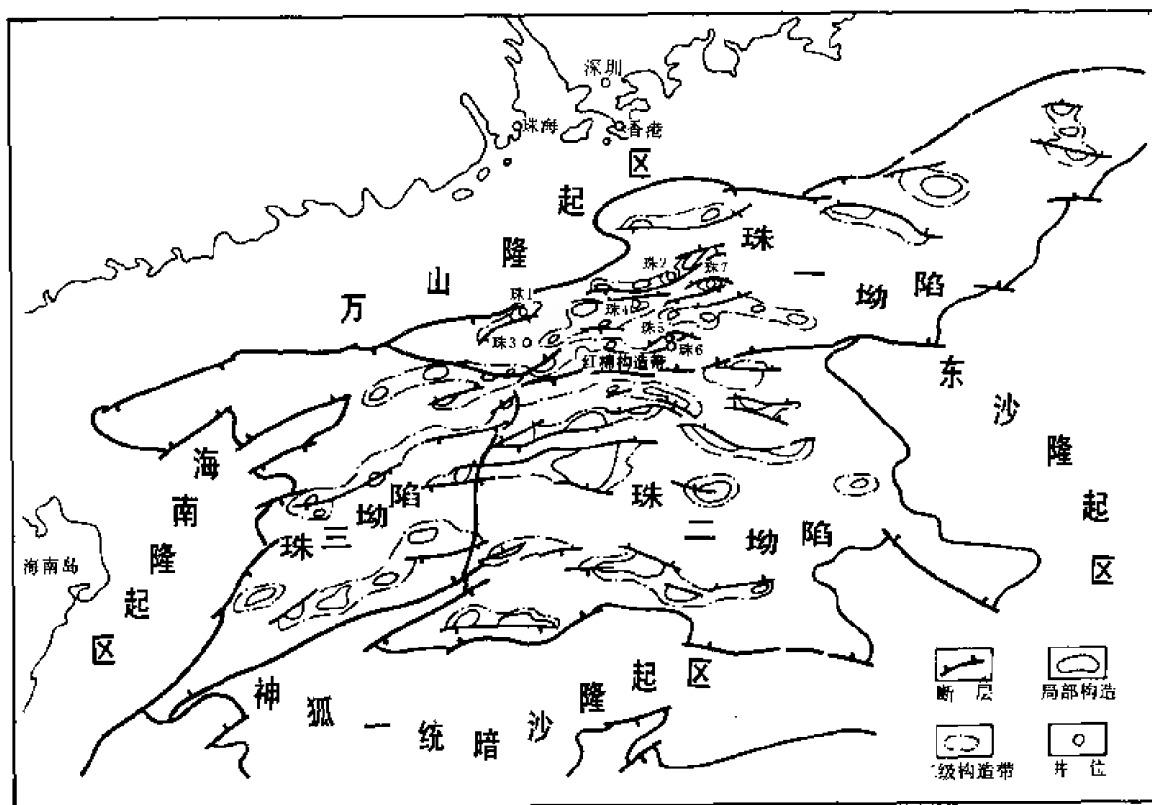 深圳
珠海
香港
万山隆起区
珠一坳陷
珠2
珠7
珠1
珠4
珠5
珠3
珠6
红棉构造带
东沙隆起区
海南隆起区
珠三坳陷
珠二坳陷
海南岛
神狐一统暗沙隆起区
断层
局部构造
级构造带
井位